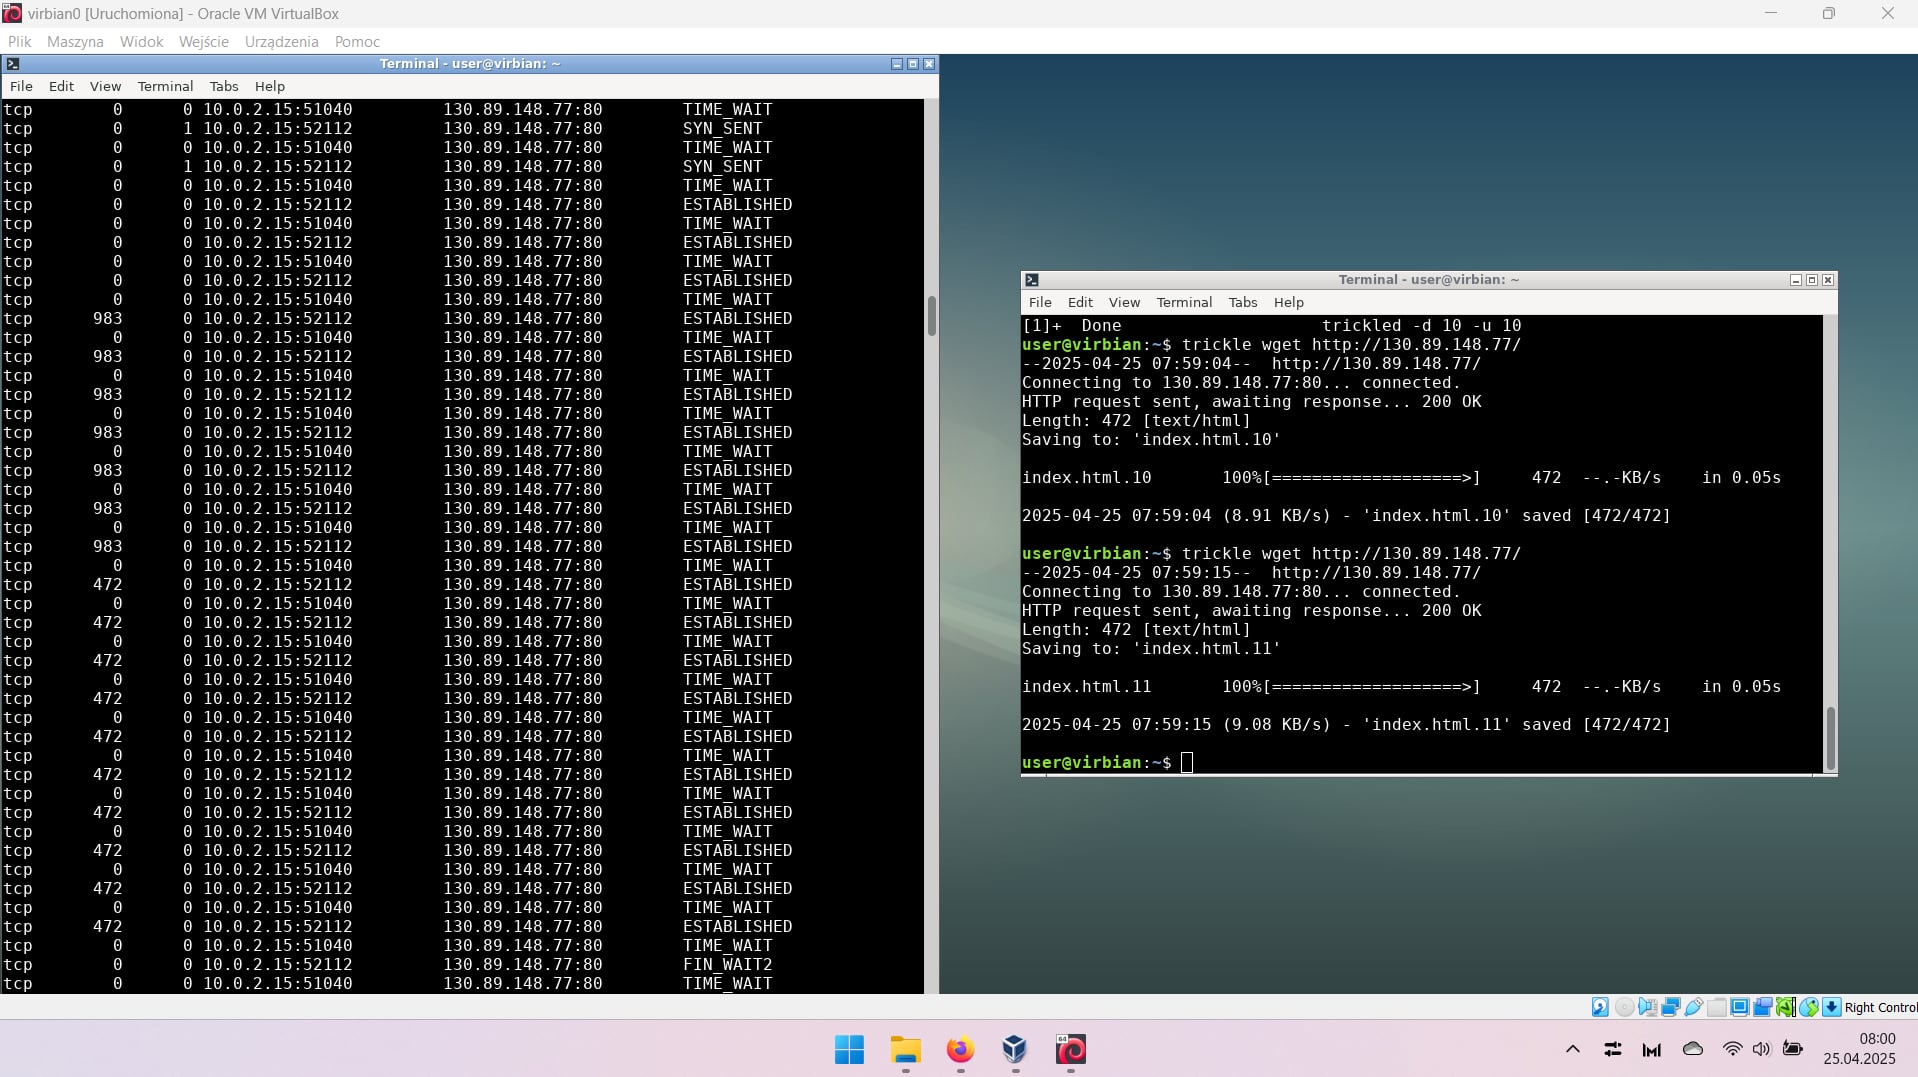 virbian0 [Uruchomiona] - Oracle VM VirtualBox
Plik Maszyna Widok Wejście Urządzenia Pomoc
Terminal - user@virbian: ~
File Edit View Terminal Tabs Help
tcp 0 0 10.0.2.15:51040 130.89.148.77:80 TIME_WAIT
tcp 0 1 10.0.2.15:52112 130.89.148.77:80 SYN_SENT
tcp 0 0 10.0.2.15:51040 130.89.148.77:80 TIME_WAIT
tcp 0 1 10.0.2.15:52112 130.89.148.77:80 SYN_SENT
tcp 0 0 10.0.2.15:51040 130.89.148.77:80 TIME_WAIT
tcp 0 0 10.0.2.15:52112 130.89.148.77:80 ESTABLISHED
tcp 0 0 10.0.2.15:51040 130.89.148.77:80 TIME_WAIT
tcp 0 0 10.0.2.15:52112 130.89.148.77:80 ESTABLISHED
tcp 0 0 10.0.2.15:51040 130.89.148.77:80 TIME_WAIT
tcp 0 0 10.0.2.15:52112 130.89.148.77:80 ESTABLISHED
tcp 0 0 10.0.2.15:51040 130.89.148.77:80 TIME_WAIT
tcp 983 0 10.0.2.15:52112 130.89.148.77:80 ESTABLISHED
tcp 0 0 10.0.2.15:51040 130.89.148.77:80 TIME_WAIT
tcp 983 0 10.0.2.15:52112 130.89.148.77:80 ESTABLISHED
tcp 0 0 10.0.2.15:51040 130.89.148.77:80 TIME_WAIT
tcp 983 0 10.0.2.15:52112 130.89.148.77:80 ESTABLISHED
tcp 0 0 10.0.2.15:51040 130.89.148.77:80 TIME_WAIT
tcp 983 0 10.0.2.15:52112 130.89.148.77:80 ESTABLISHED
tcp 0 0 10.0.2.15:51040 130.89.148.77:80 TIME_WAIT
tcp 983 0 10.0.2.15:52112 130.89.148.77:80 ESTABLISHED
tcp 0 0 10.0.2.15:51040 130.89.148.77:80 TIME_WAIT
tcp 983 0 10.0.2.15:52112 130.89.148.77:80 ESTABLISHED
tcp 0 0 10.0.2.15:51040 130.89.148.77:80 TIME_WAIT
tcp 983 0 10.0.2.15:52112 130.89.148.77:80 ESTABLISHED
tcp 0 0 10.0.2.15:51040 130.89.148.77:80 TIME_WAIT
tcp 472 0 10.0.2.15:52112 130.89.148.77:80 ESTABLISHED
tcp 0 0 10.0.2.15:51040 130.89.148.77:80 TIME_WAIT
tcp 472 0 10.0.2.15:52112 130.89.148.77:80 ESTABLISHED
tcp 0 0 10.0.2.15:51040 130.89.148.77:80 TIME_WAIT
tcp 472 0 10.0.2.15:52112 130.89.148.77:80 ESTABLISHED
tcp 0 0 10.0.2.15:51040 130.89.148.77:80 TIME_WAIT
tcp 472 0 10.0.2.15:52112 130.89.148.77:80 ESTABLISHED
tcp 0 0 10.0.2.15:51040 130.89.148.77:80 TIME_WAIT
tcp 472 0 10.0.2.15:52112 130.89.148.77:80 ESTABLISHED
tcp 0 0 10.0.2.15:51040 130.89.148.77:80 TIME_WAIT
tcp 472 0 10.0.2.15:52112 130.89.148.77:80 ESTABLISHED
tcp 0 0 10.0.2.15:51040 130.89.148.77:80 TIME_WAIT
tcp 472 0 10.0.2.15:52112 130.89.148.77:80 ESTABLISHED
tcp 0 0 10.0.2.15:51040 130.89.148.77:80 TIME_WAIT
tcp 472 0 10.0.2.15:52112 130.89.148.77:80 ESTABLISHED
tcp 0 0 10.0.2.15:51040 130.89.148.77:80 TIME_WAIT
tcp 472 0 10.0.2.15:52112 130.89.148.77:80 ESTABLISHED
tcp 0 0 10.0.2.15:51040 130.89.148.77:80 TIME_WAIT
tcp 472 0 10.0.2.15:52112 130.89.148.77:80 ESTABLISHED
tcp 0 0 10.0.2.15:51040 130.89.148.77:80 TIME_WAIT
tcp 0 0 10.0.2.15:52112 130.89.148.77:80 FIN_WAIT2
tcp 0 0 10.0.2.15:51040 130.89.148.77:80 TIME_WAIT
Terminal - user@virbian: ~
File Edit View Terminal Tabs Help
[1]+ Done trickled -d 10 -u 10
user@virbian:~$ trickle wget http://130.89.148.77/
--2025-04-25 07:59:04-- http://130.89.148.77/
Connecting to 130.89.148.77:80... connected.
HTTP request sent, awaiting response... 200 OK
Length: 472 [text/html]
Saving to: 'index.html.10'
index.html.10 100%[===================>] 472 --.-KB/s in 0.05s
2025-04-25 07:59:04 (8.91 KB/s) - 'index.html.10' saved [472/472]
user@virbian:~$ trickle wget http://130.89.148.77/
--2025-04-25 07:59:15-- http://130.89.148.77/
Connecting to 130.89.148.77:80... connected.
HTTP request sent, awaiting response... 200 OK
Length: 472 [text/html]
Saving to: 'index.html.11'
index.html.11 100%[===================>] 472 --.-KB/s in 0.05s
2025-04-25 07:59:15 (9.08 KB/s) - 'index.html.11' saved [472/472]
user@virbian:~$
Right Control
64
08:00
25.04.2025